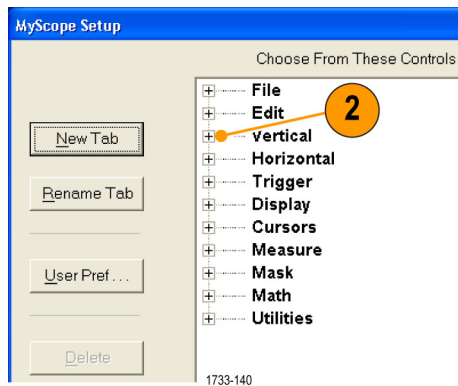 MyScope Setup
Choose From These Controls
File
Edit
2
Vertical
Horizontal
Trigger
Display
Cursors
Measure
Mask
Math
Utilities
New Tab
Rename Tab
User Pref...
Delete
1733-140